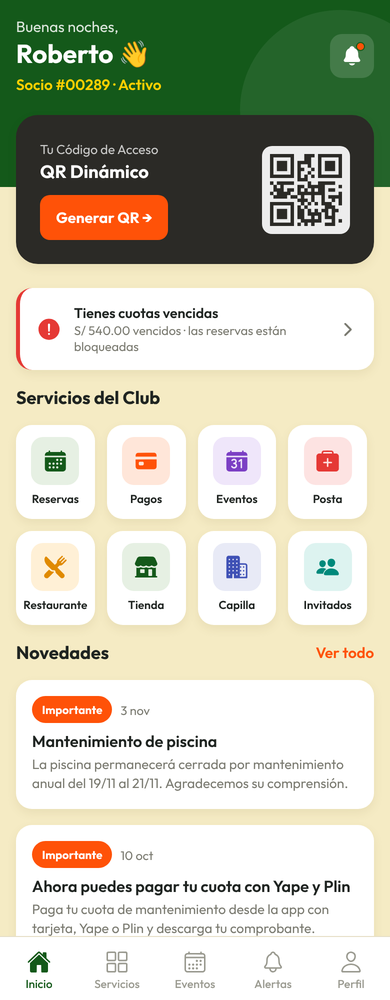 Buenas noches,
Roberto 👋
Socio #00289 · Activo
Tu Código de Acceso
QR Dinámico
Generar QR →
Tienes cuotas vencidas
S/ 540.00 vencidos · las reservas están
bloqueadas
Servicios del Club
Reservas
Pagos
31
Eventos
Posta
Restaurante
Tienda
Capilla
Invitados
Novedades
Ver todo
Importante
3 nov
Mantenimiento de piscina
La piscina permanecerá cerrada por mantenimiento
anual del 19/11 al 21/11. Agradecemos su comprensión.
Importante
10 oct
Ahora puedes pagar tu cuota con Yape y Plin
Paga tu cuota de mantenimiento desde la app con
tarjeta, Yape o Plin y descarga tu comprobante.
Inicio
Servicios
Eventos
Alertas
Perfil